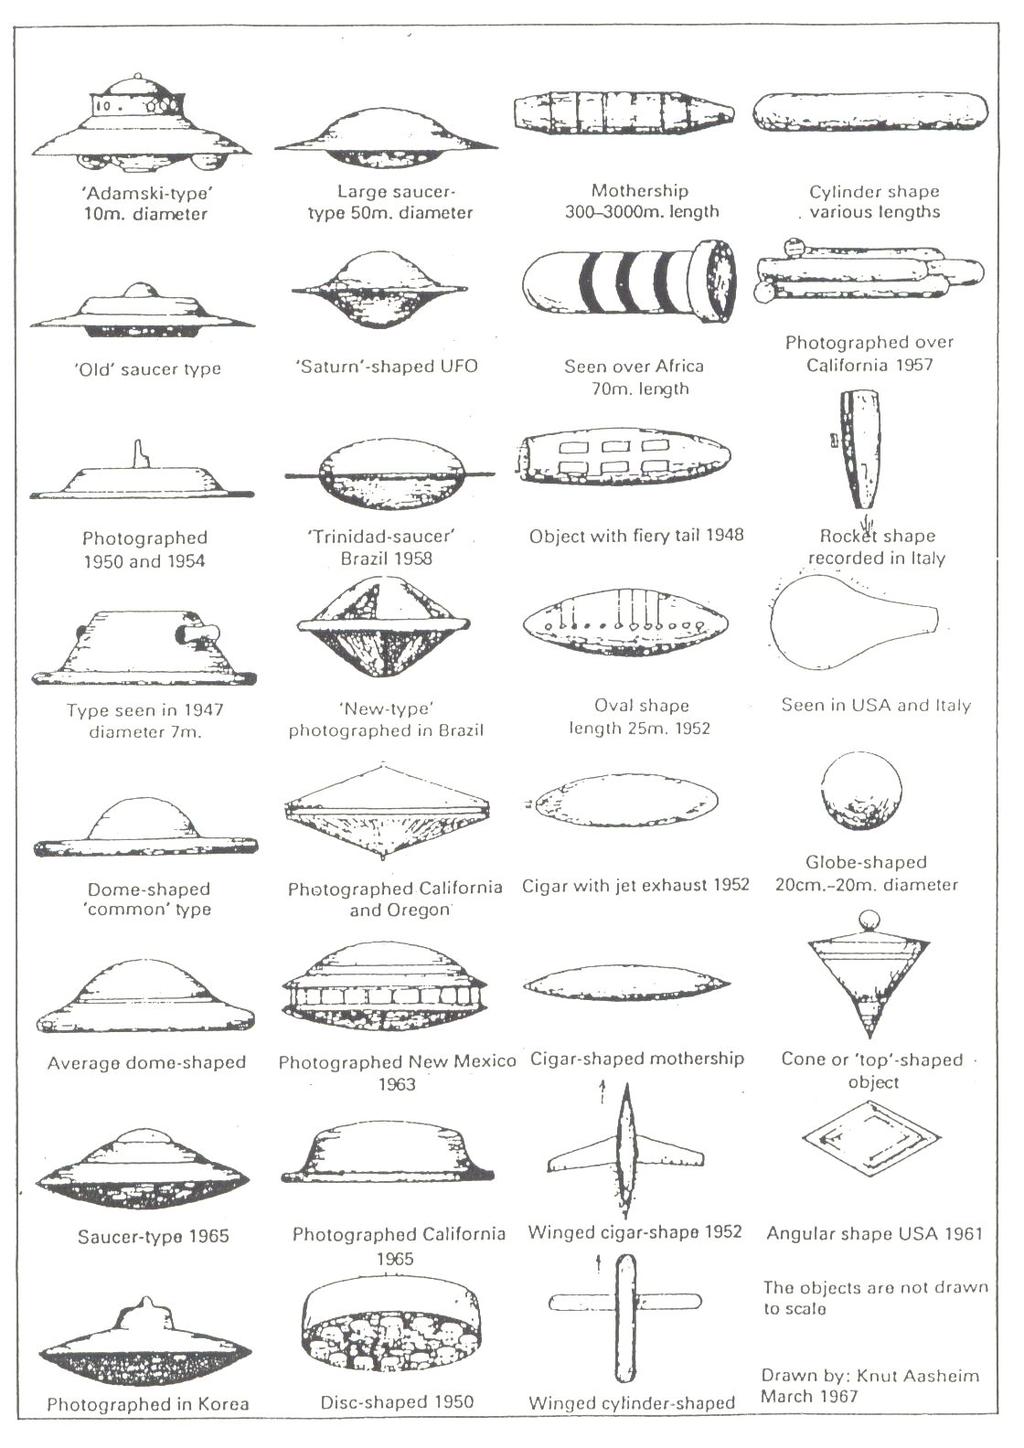 'Adamski-type'
10m. diameter
Large saucer-
type 50m. diameter
Mothership
300–3000m. length
Cylinder shape
various lengths
'Old' saucer type
'Saturn'-shaped UFO
Seen over Africa
70m. length
Photographed over
California 1957
Photographed
1950 and 1954
'Trinidad-saucer'
Brazil 1958
Object with fiery tail 1948
Rocket shape
recorded in Italy
Type seen in 1947
diameter 7m.
'New-type'
photographed in Brazil
Oval shape
length 25m. 1952
Seen in USA and Italy
Dome-shaped
'common' type
Photographed California
and Oregon
Cigar with jet exhaust 1952
Globe-shaped
20cm.–20m. diameter
Average dome-shaped
Photographed New Mexico
1963
Cigar-shaped mothership
Cone or 'top'-shaped
object
Saucer-type 1965
Photographed California
1965
Winged cigar-shape 1952
Angular shape USA 1961
Photographed in Korea
Disc-shaped 1950
Winged cylinder-shaped
The objects are not drawn
to scale
Drawn by: Knut Aasheim
March 1967